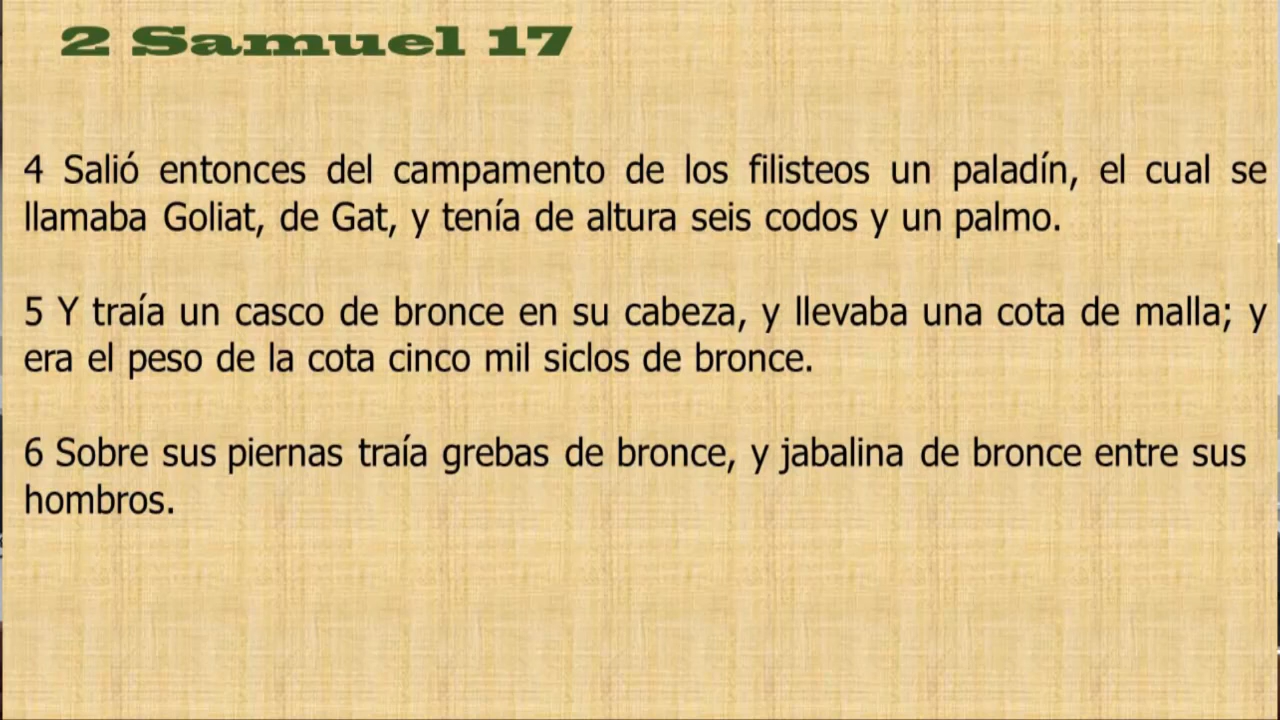 2 Samuel 17
4 Salió entonces del campamento de los filisteos un paladín, el cual se
llamaba Goliat, de Gat, y tenía de altura seis codos y un palmo.
5 Y traía un casco de bronce en su cabeza, y llevaba una cota de malla; y
era el peso de la cota cinco mil siclos de bronce.
6 Sobre sus piernas traía grebas de bronce, y jabalina de bronce entre sus
hombros.